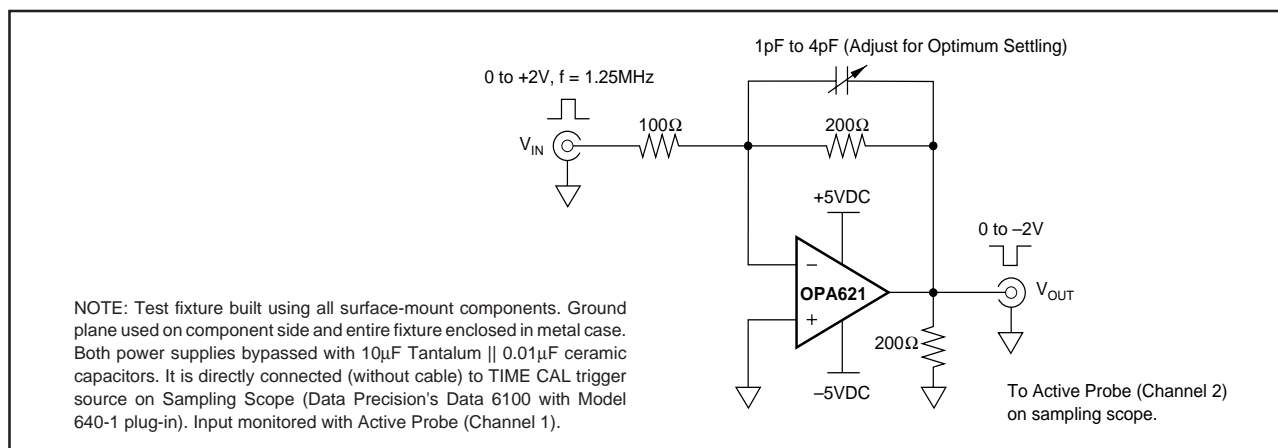 1pF to 4pF (Adjust for Optimum Settling)
0 to +2V, f = 1.25MHz
100Ω
200Ω
VIN
+5VDC
0 to –2V
–
OPA621
VOUT
+
200Ω
–5VDC
NOTE: Test fixture built using all surface-mount components. Ground
plane used on component side and entire fixture enclosed in metal case.
Both power supplies bypassed with 10μF Tantalum || 0.01μF ceramic
capacitors. It is directly connected (without cable) to TIME CAL trigger
source on Sampling Scope (Data Precision's Data 6100 with Model
640-1 plug-in). Input monitored with Active Probe (Channel 1).
To Active Probe (Channel 2)
on sampling scope.